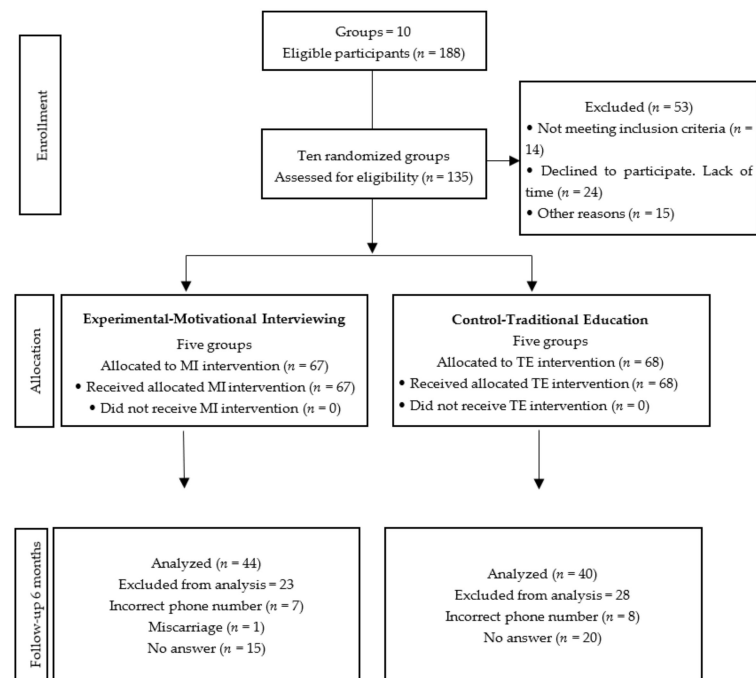 Enrollment
Groups = 10
Eligible participants (n = 188)
Excluded (n = 53)
• Not meeting inclusion criteria (n =
14)
• Declined to participate. Lack of
time (n = 24)
• Other reasons (n = 15)
Ten randomized groups
Assessed for eligibility (n = 135)
Allocation
Experimental-Motivational Interviewing
Five groups
Allocated to MI intervention (n = 67)
• Received allocated MI intervention (n = 67)
• Did not receive MI intervention (n = 0)
Control-Traditional Education
Five groups
Allocated to TE intervention (n = 68)
• Received allocated TE intervention (n = 68)
• Did not receive TE intervention (n = 0)
Follow-up 6 months
Analyzed (n = 44)
Excluded from analysis = 23
Incorrect phone number (n = 7)
Miscarriage (n = 1)
No answer (n = 15)
Analyzed (n = 40)
Excluded from analysis = 28
Incorrect phone number (n = 8)
No answer (n = 20)